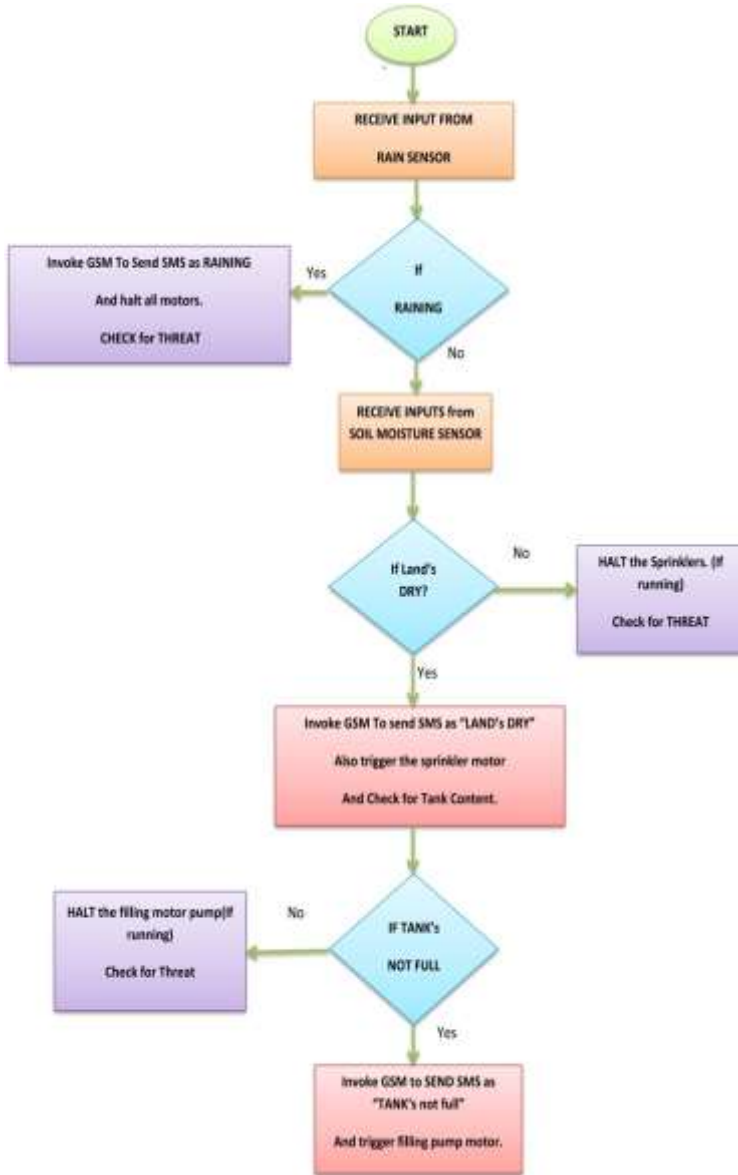 START
RECEIVE INPUT FROM
RAIN SENSOR
If
RAINING
Yes
Invoke GSM To Send SMS as RAINING
And halt all motors.
CHECK for THREAT
No
RECEIVE INPUTS from
SOIL MOISTURE SENSOR
If Land's
DRY?
No
HALT the Sprinklers. (If
running)
Check for THREAT
Yes
Invoke GSM To send SMS as "LAND's DRY"
Also trigger the sprinkler motor
And Check for Tank Content.
IF TANK's
NOT FULL
No
HALT the filling motor pump(If
running)
Check for Threat
Yes
Invoke GSM to SEND SMS as
"TANK's not full"
And trigger filling pump motor.